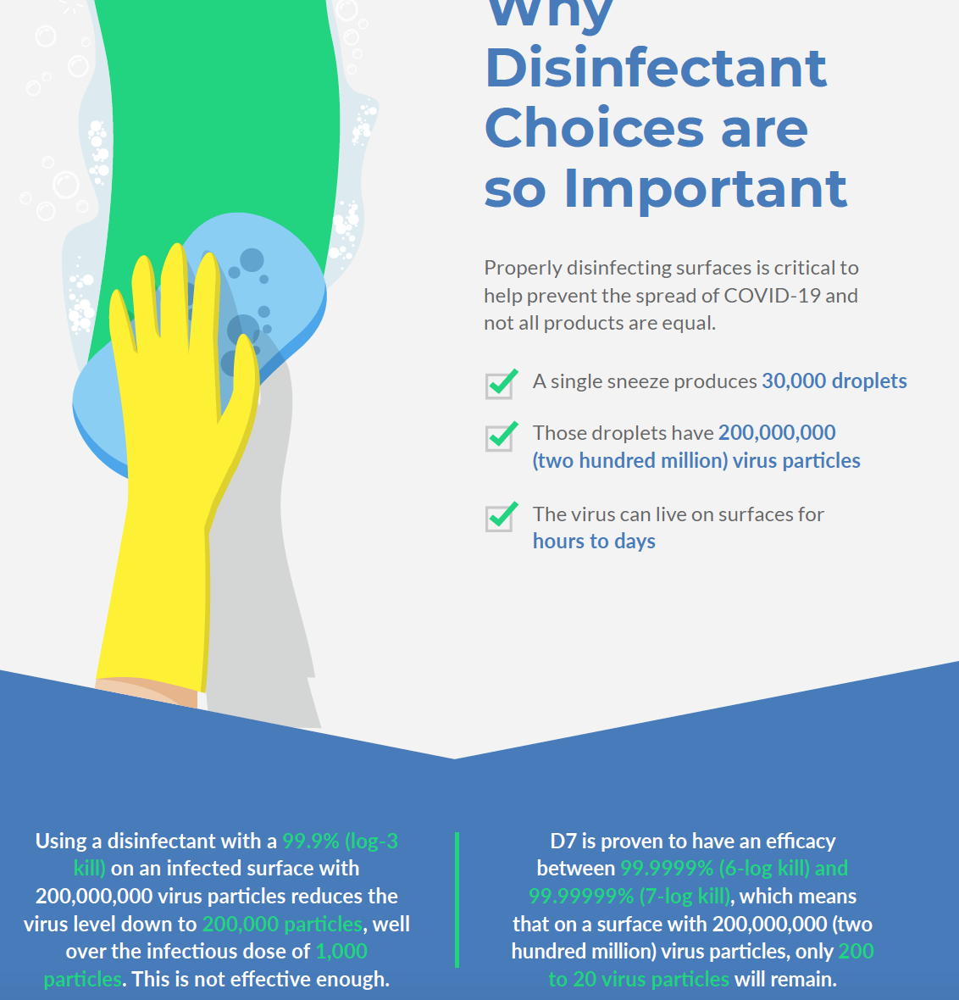 Why
Disinfectant
Choices are
so Important
Properly disinfecting surfaces is critical to
help prevent the spread of COVID-19 and
not all products are equal.
A single sneeze produces 30,000 droplets
Those droplets have 200,000,000
(two hundred million) virus particles
The virus can live on surfaces for
hours to days
Using a disinfectant with a 99.9% (log-3
kill) on an infected surface with
200,000,000 virus particles reduces the
virus level down to 200,000 particles, well
over the infectious dose of 1,000
particles. This is not effective enough.
D7 is proven to have an efficacy
between 99.9999% (6-log kill) and
99.99999% (7-log kill), which means
that on a surface with 200,000,000 (two
hundred million) virus particles, only 200
to 20 virus particles will remain.